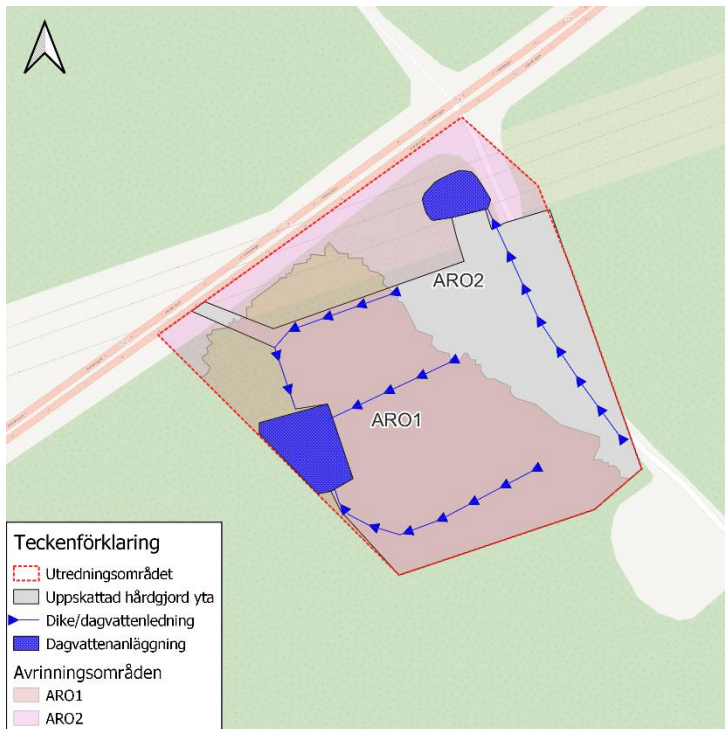 ARO2
ARO1
Teckenförklaring
Utredningsområdet
Uppskattad hårdgjord yta
Dike/dagvattenledning
Dagvattenanläggning
Avrinningsområden
ARO1
ARO2